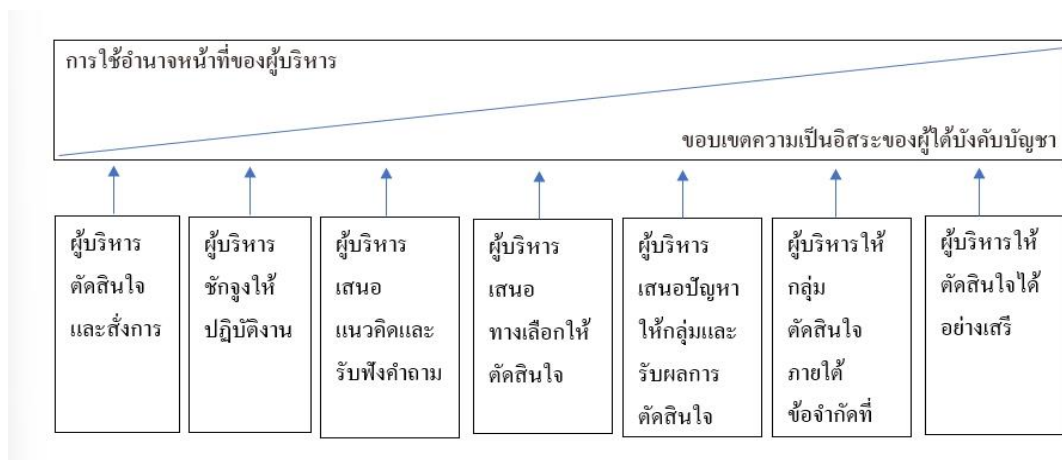 การใช้อำนาจหน้าที่ของผู้บริหาร
ขอบเขตความเป็นอิสระของผู้ใต้บังคับบัญชา
ผู้บริหาร
ตัดสินใจ
และสั่งการ
ผู้บริหาร
ชักจูงให้
ปฏิบัติงาน
ผู้บริหาร
เสนอ
แนวคิดและ
รับฟังคำถาม
ผู้บริหาร
เสนอ
ทางเลือกให้
ตัดสินใจ
ผู้บริหาร
เสนอปัญหา
ให้กลุ่มและ
รับผลการ
ตัดสินใจ
ผู้บริหารให้
กลุ่ม
ตัดสินใจ
ภายใต้
ข้อจำกัดที่
ผู้บริหารให้
ตัดสินใจได้
อย่างเสรี